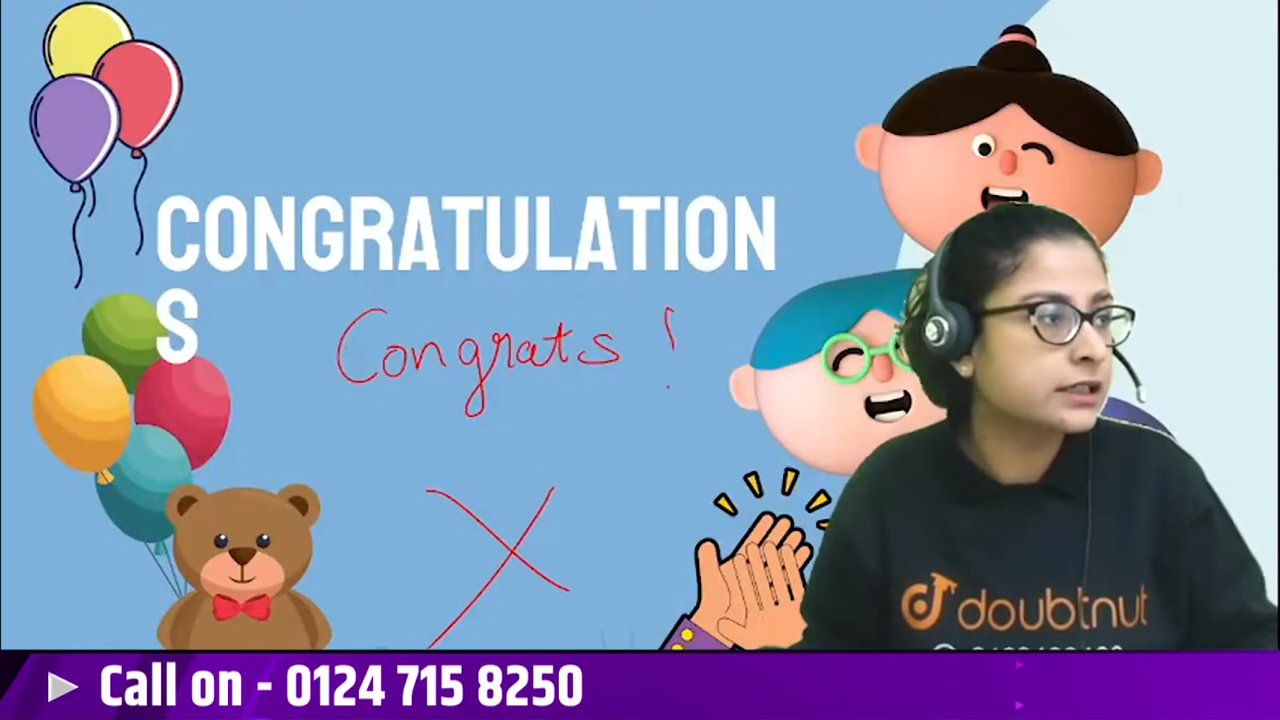 CONGRATULATION
S
Congrats !
X
doubtnut
Call on - 0124 715 8250